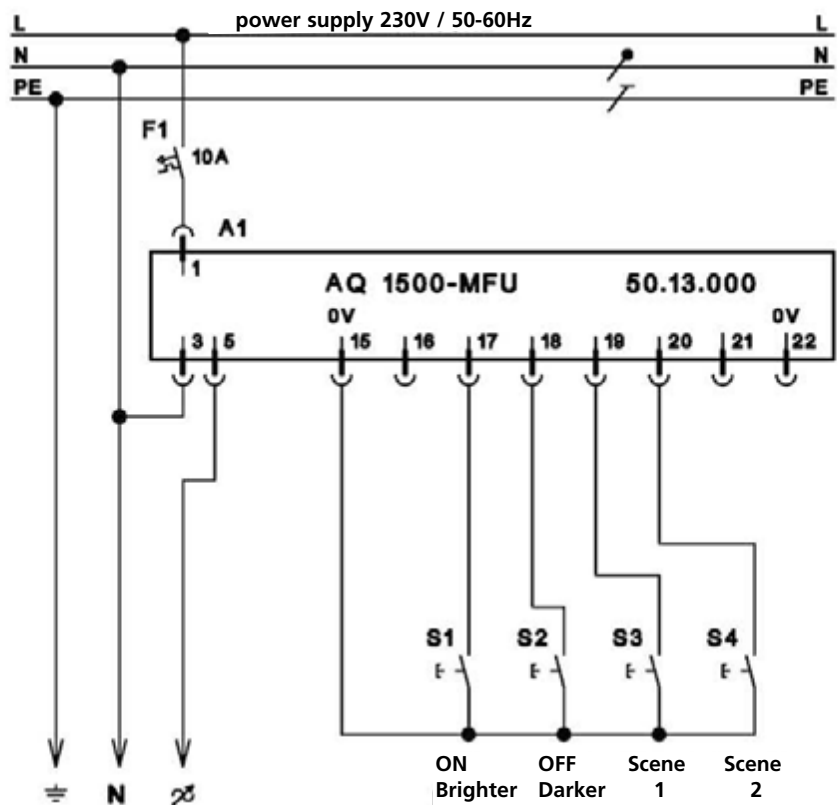 power supply 230V / 50-60Hz
L L
N N
PE PE
F1
10A
A1
1
AQ 1500-MFU 50.13.000
0V 0V
3 5 15 16 17 18 19 20 21 22
S1 S2 S3 S4
ON OFF Scene Scene
Brighter Darker 1 2
N